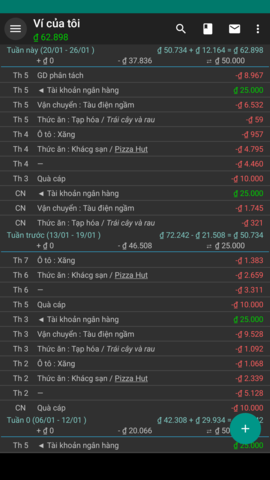 Ví của tôi
₫ 62.898
Tuần này (20/01 - 26/01) ₫ 50.734 + ₫ 12.164 = ₫ 62.898
+ ₫ 0 - ₫ 37.836 ⇄ ₫ 50.000
Th 5 GD phân tách -₫ 8.967
Th 5 ◄ Tài khoản ngân hàng ₫ 25.000
Th 5 Vận chuyển : Tàu điện ngầm -₫ 6.532
Th 5 Thức ăn : Tạp hóa / Trái cây và rau -₫ 59
Th 4 Ô tô : Xăng -₫ 957
Th 4 Thức ăn : Khácg sạn / Pizza Hut -₫ 4.795
Th 4 — -₫ 4.460
Th 3 Quà cáp -₫ 10.000
CN ◄ Tài khoản ngân hàng ₫ 25.000
CN Vận chuyển : Tàu điện ngầm -₫ 1.745
CN Thức ăn : Tạp hóa / Trái cây và rau -₫ 321
Tuần trước (13/01 - 19/01) ₫ 72.242 - ₫ 21.508 = ₫ 50.734
+ ₫ 0 - ₫ 46.508 ⇄ ₫ 25.000
Th 7 Ô tô : Xăng -₫ 1.383
Th 6 Thức ăn : Khácg sạn / Pizza Hut -₫ 2.659
Th 6 — -₫ 3.311
Th 5 Quà cáp -₫ 10.000
Th 3 ◄ Tài khoản ngân hàng ₫ 25.000
Th 3 Vận chuyển : Tàu điện ngầm -₫ 9.528
Th 3 Thức ăn : Tạp hóa / Trái cây và rau -₫ 1.092
Th 2 Ô tô : Xăng -₫ 1.068
Th 2 Thức ăn : Khácg sạn / Pizza Hut -₫ 2.339
Th 2 — -₫ 5.128
CN Quà cáp -₫ 10.000
Tuần 0 (06/01 - 12/01) ₫ 42.308 + ₫ 29.934 =
+ ₫ 0 - ₫ 20.066 ⇄
Th 5 ◄ Tài khoản ngân hàng ₫ 25.000